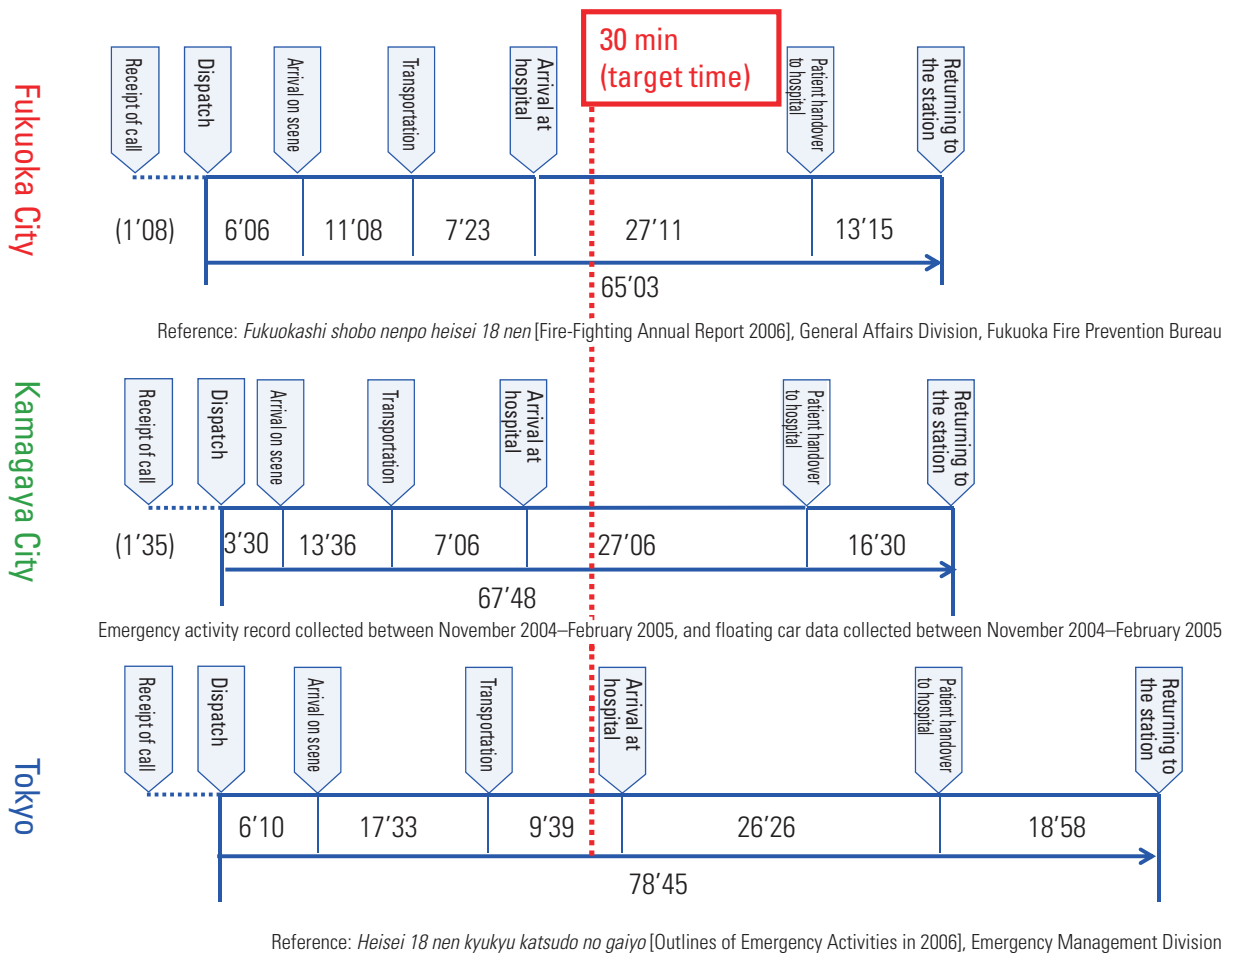 30 min
(target time)
Fukuoka City
Receipt of call
Dispatch
Arrival on scene
Transportation
Arrival at
hospital
Patient handover
to hospital
Returning to
the station
(1’08)
6’06
11’08
7’23
27’11
13’15
65’03
Reference: Fukuokashi shobo nenpo heisei 18 nen [Fire-Fighting Annual Report 2006], General Affairs Division, Fukuoka Fire Prevention Bureau
Kamagaya City
Receipt of call
Dispatch
Arrival on scene
Transportation
Arrival at
hospital
Patient handover
to hospital
Returning to
the station
(1’35)
3’30
13’36
7’06
27’06
16’30
67’48
Emergency activity record collected between November 2004–February 2005, and floating car data collected between November 2004–February 2005
Tokyo
Receipt of call
Dispatch
Arrival on scene
Transportation
Arrival at
hospital
Patient handover
to hospital
Returning to
the station
6’10
17’33
9’39
26’26
18’58
78’45
Reference: Heisei 18 nen kyukyu katsudo no gaiyo [Outlines of Emergency Activities in 2006], Emergency Management Division